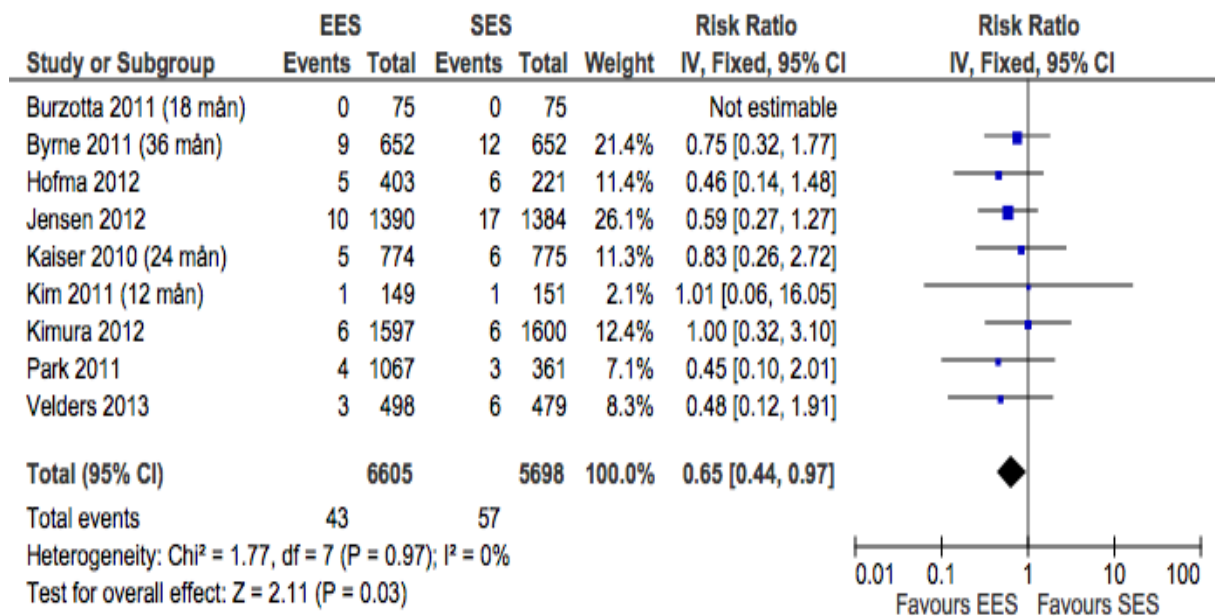 EES SES Risk Ratio Risk Ratio
Study or Subgroup Events Total Events Total Weight IV, Fixed, 95% CI IV, Fixed, 95% CI
Burzotta 2011 (18 mån) 0 75 0 75 Not estimable
Byrne 2011 (36 mån) 9 652 12 652 21.4% 0.75 [0.32, 1.77]
Hofma 2012 5 403 6 221 11.4% 0.46 [0.14, 1.48]
Jensen 2012 10 1390 17 1384 26.1% 0.59 [0.27, 1.27]
Kaiser 2010 (24 mån) 5 774 6 775 11.3% 0.83 [0.26, 2.72]
Kim 2011 (12 mån) 1 149 1 151 2.1% 1.01 [0.06, 16.05]
Kimura 2012 6 1597 6 1600 12.4% 1.00 [0.32, 3.10]
Park 2011 4 1067 3 361 7.1% 0.45 [0.10, 2.01]
Velders 2013 3 498 6 479 8.3% 0.48 [0.12, 1.91]
Total (95% CI) 6605 5698 100.0% 0.65 [0.44, 0.97]
Total events 43 57
Heterogeneity: Chi² = 1.77, df = 7 (P = 0.97); I² = 0%
Test for overall effect: Z = 2.11 (P = 0.03)
0.01 0.1 1 10 100
Favours EES Favours SES